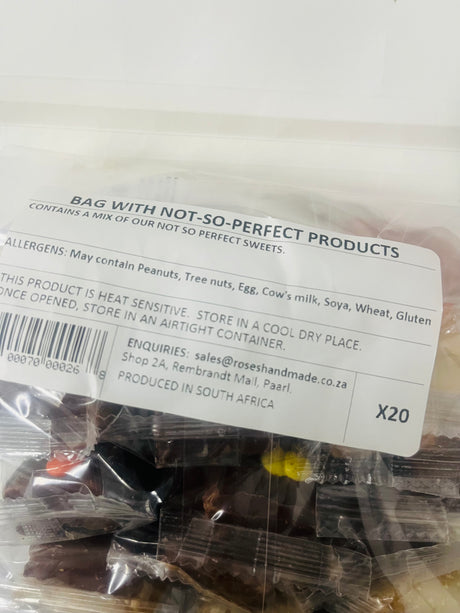 BAG WITH NOT-SO-PERFECT PRODUCTS
CONTAINS A MIX OF OUR NOT SO PERFECT SWEETS.
ALLERGENS: May contain Peanuts, Tree nuts, Egg, Cow's milk, Soya, Wheat, Gluten
THIS PRODUCT IS HEAT SENSITIVE. STORE IN A COOL DRY PLACE.
ONCE OPENED, STORE IN AN AIRTIGHT CONTAINER.
00070 00026 8
ENQUIRIES: sales@roseshandmade.co.za
Shop 2A, Rembrandt Mall, Paarl.
PRODUCED IN SOUTH AFRICA
X20